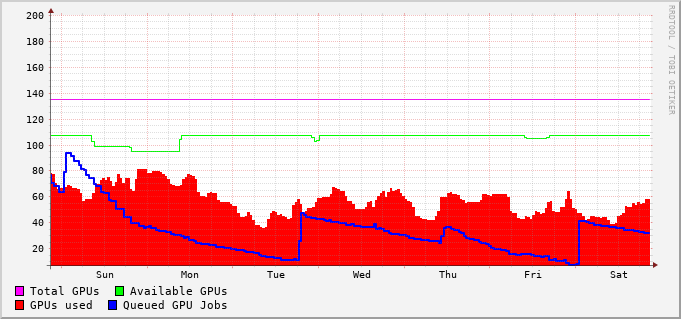 200
180
160
140
120
100
80
60
40
20
Sun Mon Tue Wed Thu Fri Sat
Total GPUs Available GPUs
GPUs used Queued GPU Jobs
RRDTOOL / TOBI OETIKER